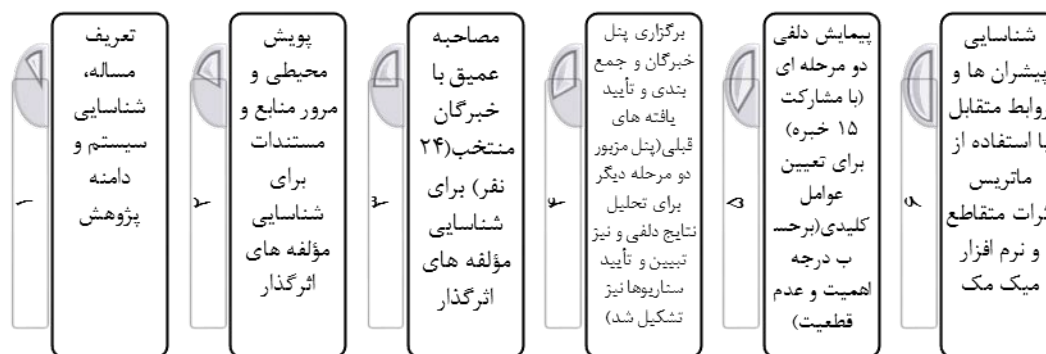 ۱
تعریف
مساله،
شناسایی
سیستم و
دامنه
پژوهش
۲
پویش
محیطی و
مرور منابع و
مستندات
برای
شناسایی
مؤلفه های
اثرگذار
۳
مصاحبه
عمیق با
خبرگان
منتخب(۲۴
نفر) برای
شناسایی
مؤلفه های
اثرگذار
۴
برگزاری پنل
خبرگان و جمع
بندی و تأیید
یافته های
قبلی(پنل مزبور
دو مرحله دیگر
برای تحلیل
نتایج دلفی و نیز
تبیین و تأیید
سناریوها نیز
تشکیل شد)
۵
پیمایش دلفی
دو مرحله ای
(با مشارکت
۱۵ خبره)
برای تعیین
عوامل
کلیدی(برحسـ
ب درجه
اهمیت و عدم
قطعیت)
۶
شناسایی
پیشران ها و
روابط متقابل
با استفاده از
ماتریس
ثرات متقاطع
و نرم افزار
میک مک